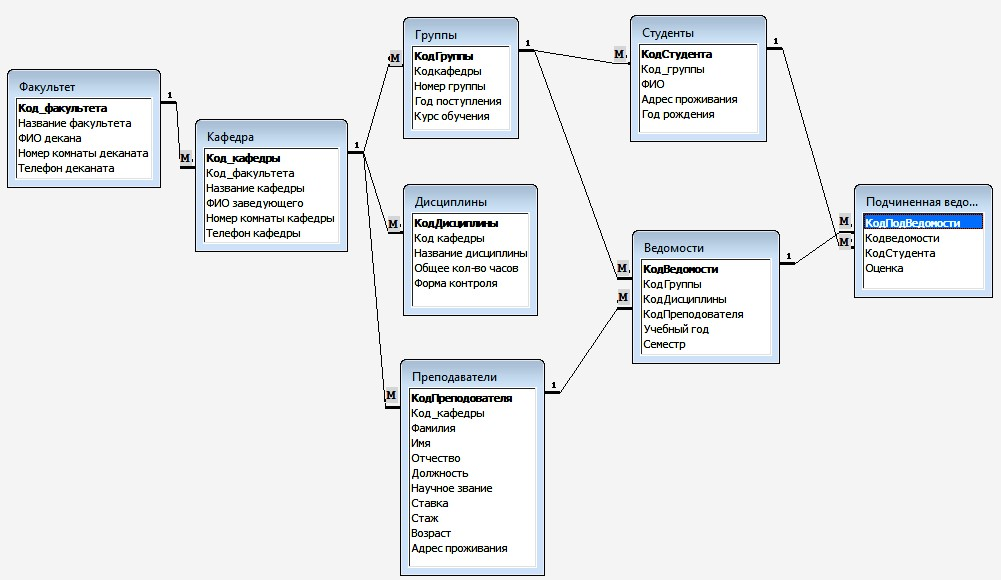 Факультет
Код_факультета
Название факультета
ФИО декана
Номер комнаты деканата
Телефон деканата
1
М
Кафедра
Код_кафедры
Код_факультета
Название кафедры
ФИО заведующего
Номер комнаты кафедры
Телефон кафедры
1
М
Группы
КодГруппы
Кодкафедры
Номер группы
Год поступления
Курс обучения
1
М
Дисциплины
КодДисциплины
Код кафедры
Название дисциплины
Общее кол-во часов
Форма контроля
М
Преподаватели
КодПреподователя
Код_кафедры
Фамилия
Имя
Отчество
Должность
Научное звание
Ставка
Стаж
Возраст
Адрес проживания
1
М
Студенты
КодСтудента
Код_группы
ФИО
Адрес проживания
Год рождения
1
М
М
Ведомости
КодВедомости
КодГруппы
КодДисциплины
КодПреподователя
Учебный год
Семестр
1
М
М
Подчиненная ведо...
КодПодВедомости
Кодведомости
КодСтудента
Оценка